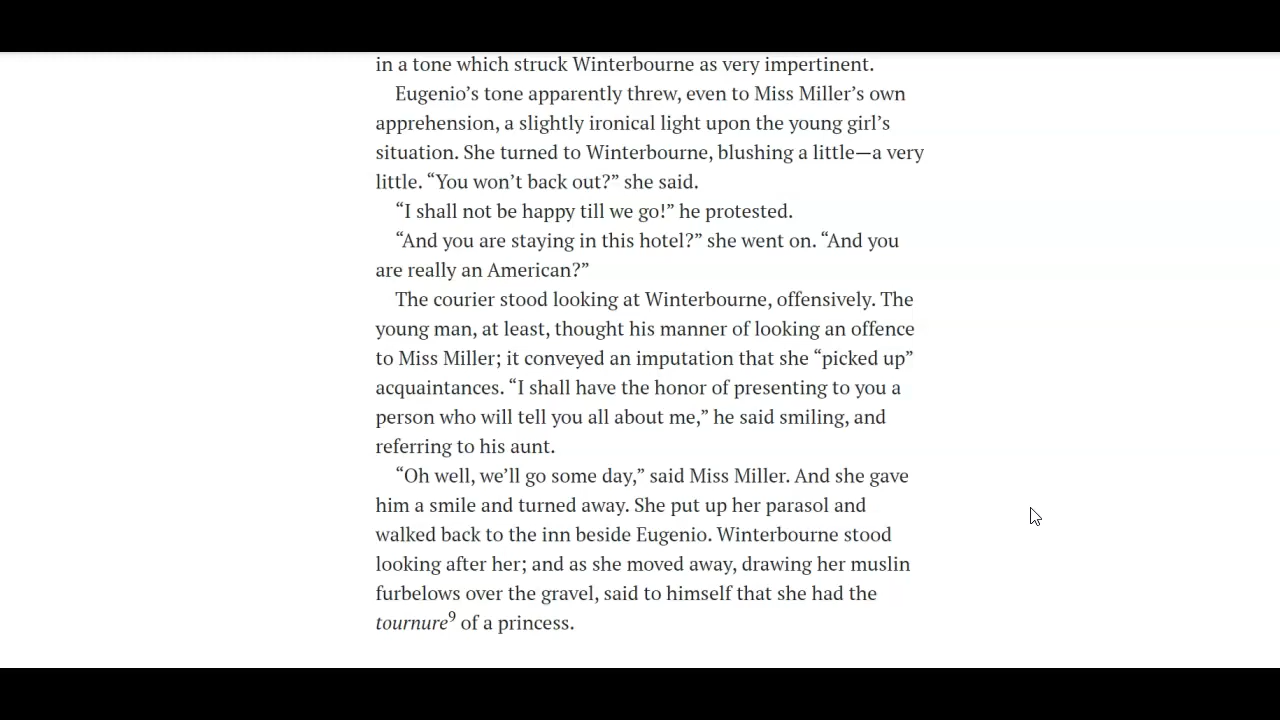 in a tone which struck Winterbourne as very impertinent.
Eugenio’s tone apparently threw, even to Miss Miller’s own
apprehension, a slightly ironical light upon the young girl’s
situation. She turned to Winterbourne, blushing a little—a very
little. “You won’t back out?” she said.
“I shall not be happy till we go!” he protested.
“And you are staying in this hotel?” she went on. “And you
are really an American?”
The courier stood looking at Winterbourne, offensively. The
young man, at least, thought his manner of looking an offence
to Miss Miller; it conveyed an imputation that she “picked up”
acquaintances. “I shall have the honor of presenting to you a
person who will tell you all about me,” he said smiling, and
referring to his aunt.
“Oh well, we’ll go some day,” said Miss Miller. And she gave
him a smile and turned away. She put up her parasol and
walked back to the inn beside Eugenio. Winterbourne stood
looking after her; and as she moved away, drawing her muslin
furbelows over the gravel, said to himself that she had the
tournure⁹ of a princess.